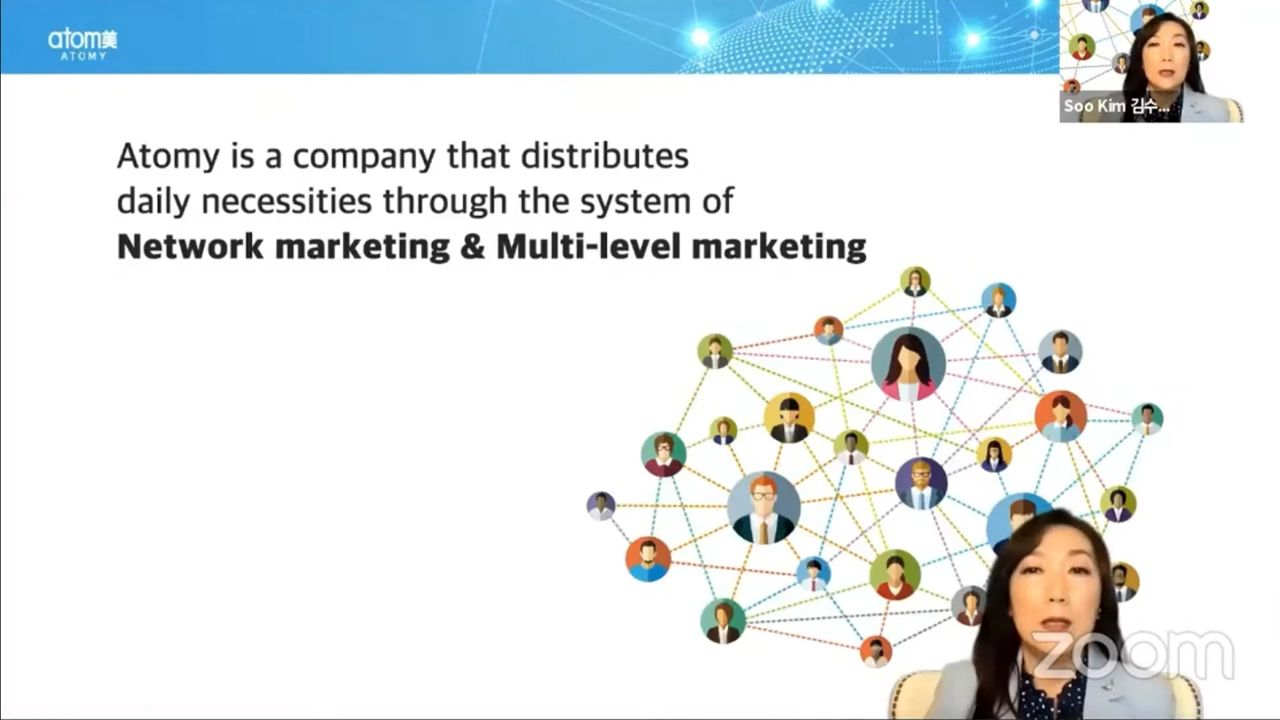 atom美
ATOMY
Soo Kim 김수...
Atomy is a company that distributes
daily necessities through the system of
Network marketing & Multi-level marketing
zoom